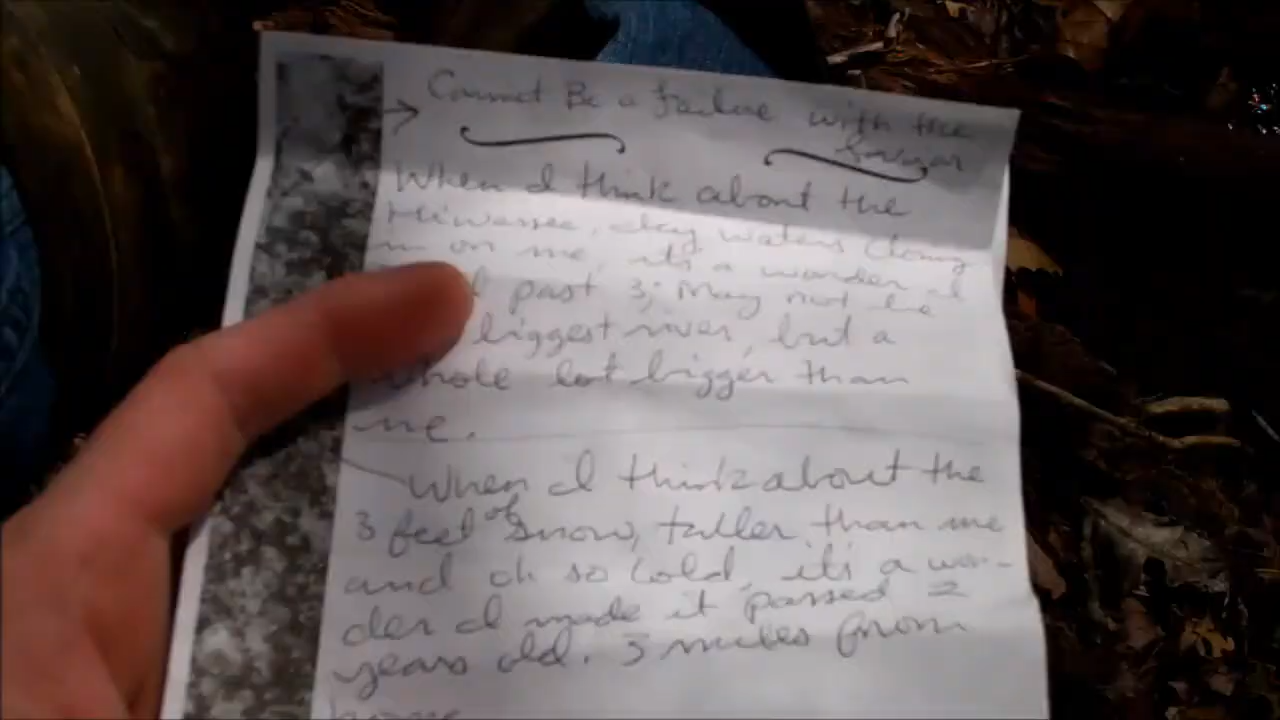 → Cannot Be a failure with the
When I think about the
Hiwassee, clay waters closing
in on me, it's a wonder I
past 3; May not be
biggest river, but a
whole lot bigger than
me.
When I think about the
3 feet of snow, taller than me
and oh so cold, it's a won-
der I made it passed 2
years old. 3 miles from